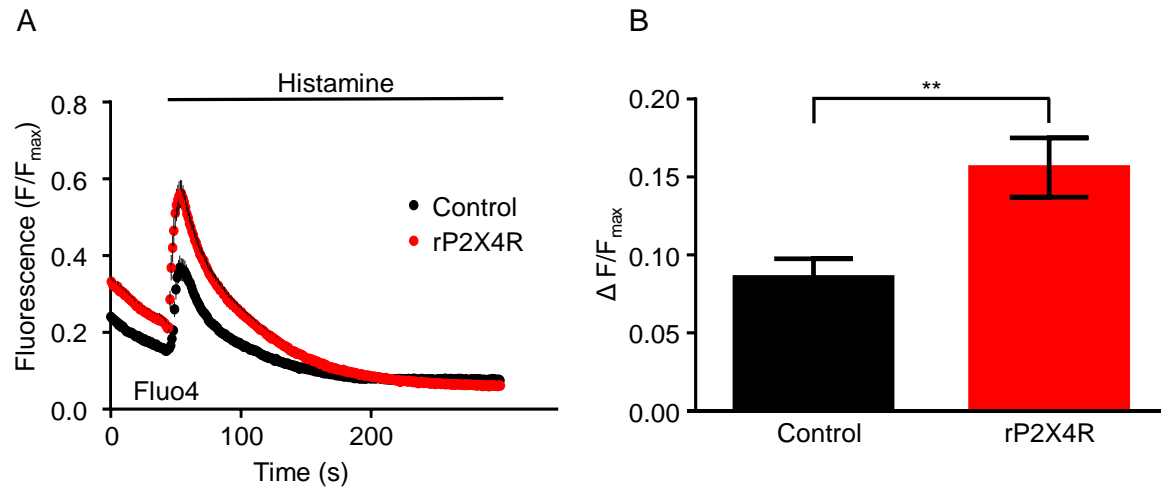 A
Histamine
Fluorescence (F/Fmax)
0.8
0.6
0.4
0.2
0.0
Control
rP2X4R
Fluo4
0
100
200
Time (s)
B
**
Δ F/Fmax
0.20
0.15
0.10
0.05
0.00
Control
rP2X4R